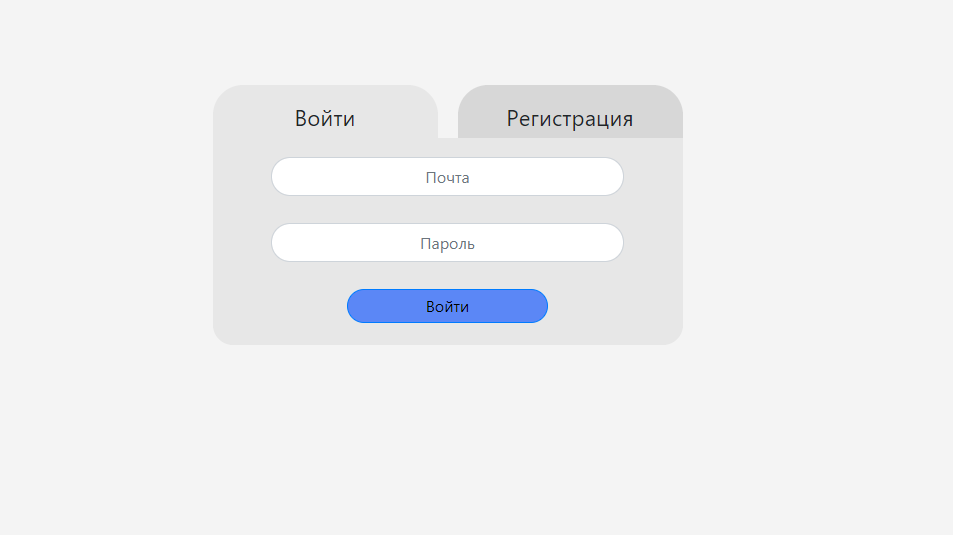 Войти
Регистрация
Почта
Пароль
Войти